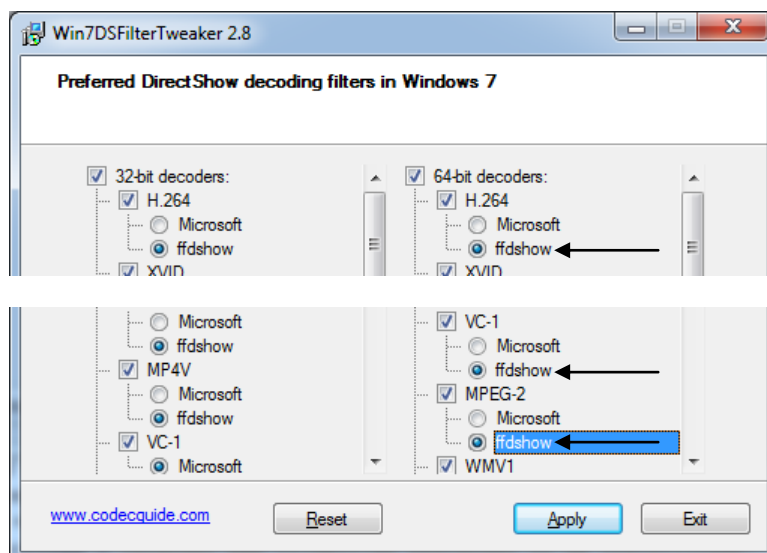 Win7DSFilterTweaker 2.8
Preferred DirectShow decoding filters in Windows 7
32-bit decoders:
H.264
Microsoft
ffdshow
XVID
64-bit decoders:
H.264
Microsoft
ffdshow
XVID
Microsoft
ffdshow
MP4V
Microsoft
ffdshow
VC-1
Microsoft
VC-1
Microsoft
ffdshow
MPEG-2
Microsoft
ffdshow
WMV1
www.codecguide.com
Reset
Apply
Exit